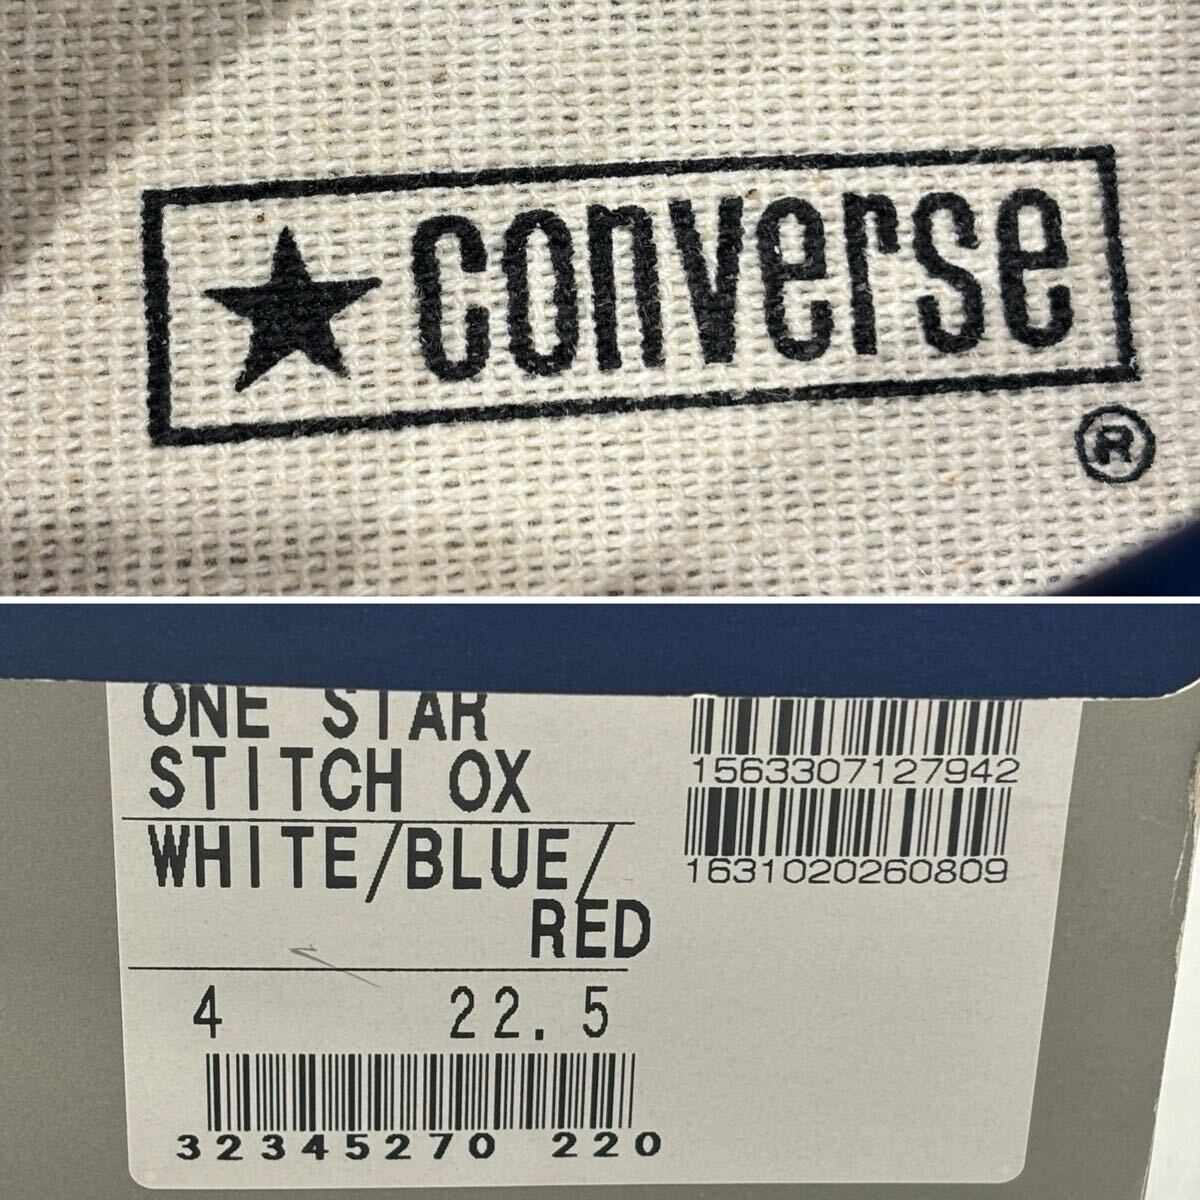 ★ converse
®
ONE STAR
STITCH OX
WHITE/BLUE/
RED
4 22.5
32345270 220
1563307127942
1631020260809